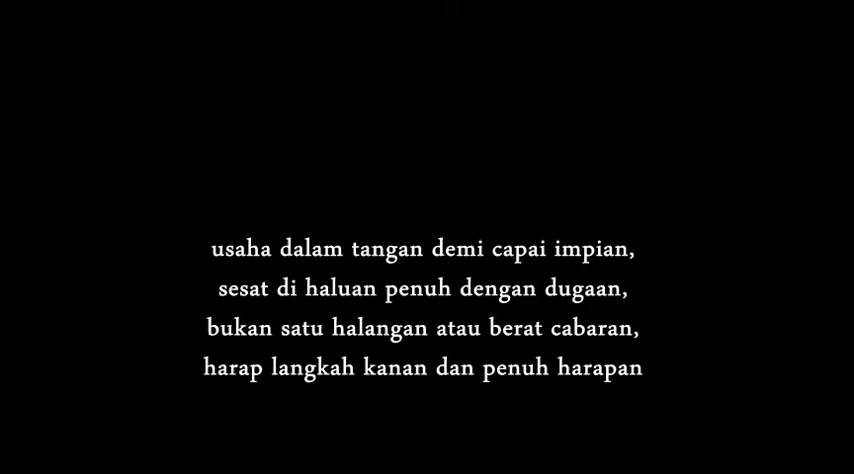 usaha dalam tangan demi capai impian,
sesat di haluan penuh dengan dugaan,
bukan satu halangan atau berat cabaran,
harap langkah kanan dan penuh harapan